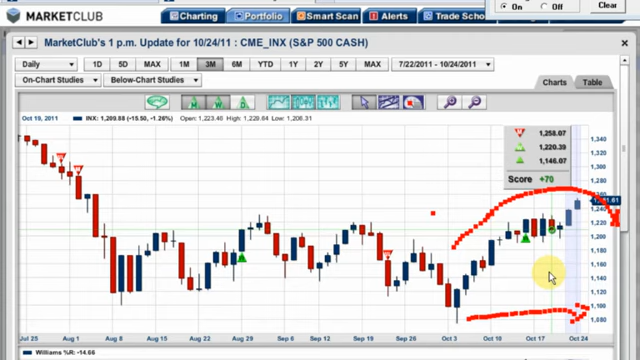 On Off Clear
MARKETCLUB Charting Portfolio Smart Scan Alerts Trade School
MarketClub's 1 p.m. Update for 10/24/11 : CME_INX (S&P 500 CASH)
Daily 1D 5D MAX 1M 3M 6M YTD 1Y 2Y 5Y MAX 7/22/2011 - 10/24/2011
On-Chart Studies Below-Chart Studies Charts Table
M W D
Oct 19, 2011 INX: 1,209.88 (-15.50, -1.26%) Open: 1,223.46 High: 1,229.64 Low: 1,206.31
M 1,258.07
1,220.39
1,146.07
Score +70
1,340
1,320
1,300
1,280
1,260
1,240
1,220
1,200
1,180
1,160
1,140
1,120
1,100
1,080
Jul 25 Aug 1 Aug 8 Aug 15 Aug 22 Aug 29 Sep 6 Sep 12 Sep 19 Sep 26 Oct 3 Oct 10 Oct 17 Oct 24
Williams %R: -14.66